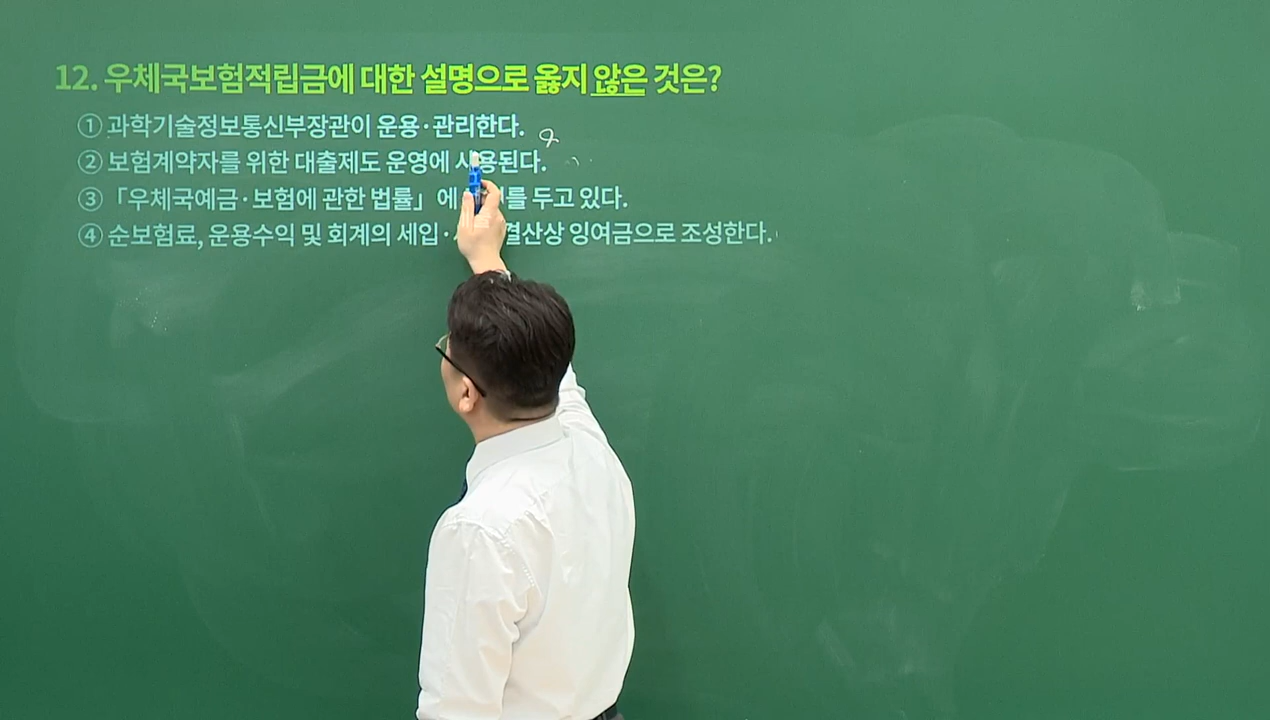 12. 우체국보험적립금에 대한 설명으로 옳지 않은 것은?
① 과학기술정보통신부장관이 운용·관리한다.
② 보험계약자를 위한 대출제도 운영에 사용된다.
③ 「우체국예금·보험에 관한 법률」에 를 두고 있다.
④ 순보험료, 운용수익 및 회계의 세입· 결산상 잉여금으로 조성한다.